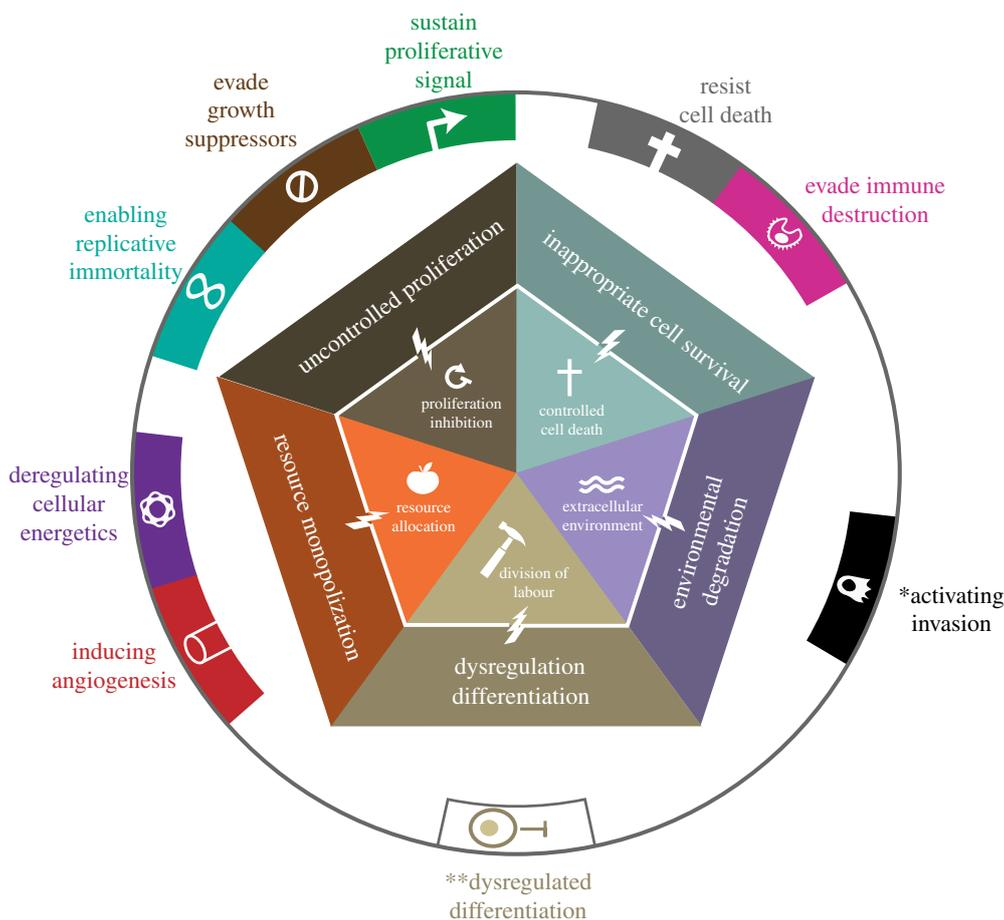 sustain
proliferative
signal
evade
growth
suppressors
resist
cell death
evade immune
destruction
enabling
replicative
immortality
uncontrolled proliferation
inappropriate cell survival
proliferation
inhibition
controlled
cell death
deregulating
cellular
energetics
resource monopolization
resource
allocation
extracellular
environment
environmental
degradation
division of
labour
*activating
invasion
inducing
angiogenesis
dysregulation
differentiation
**dysregulated
differentiation